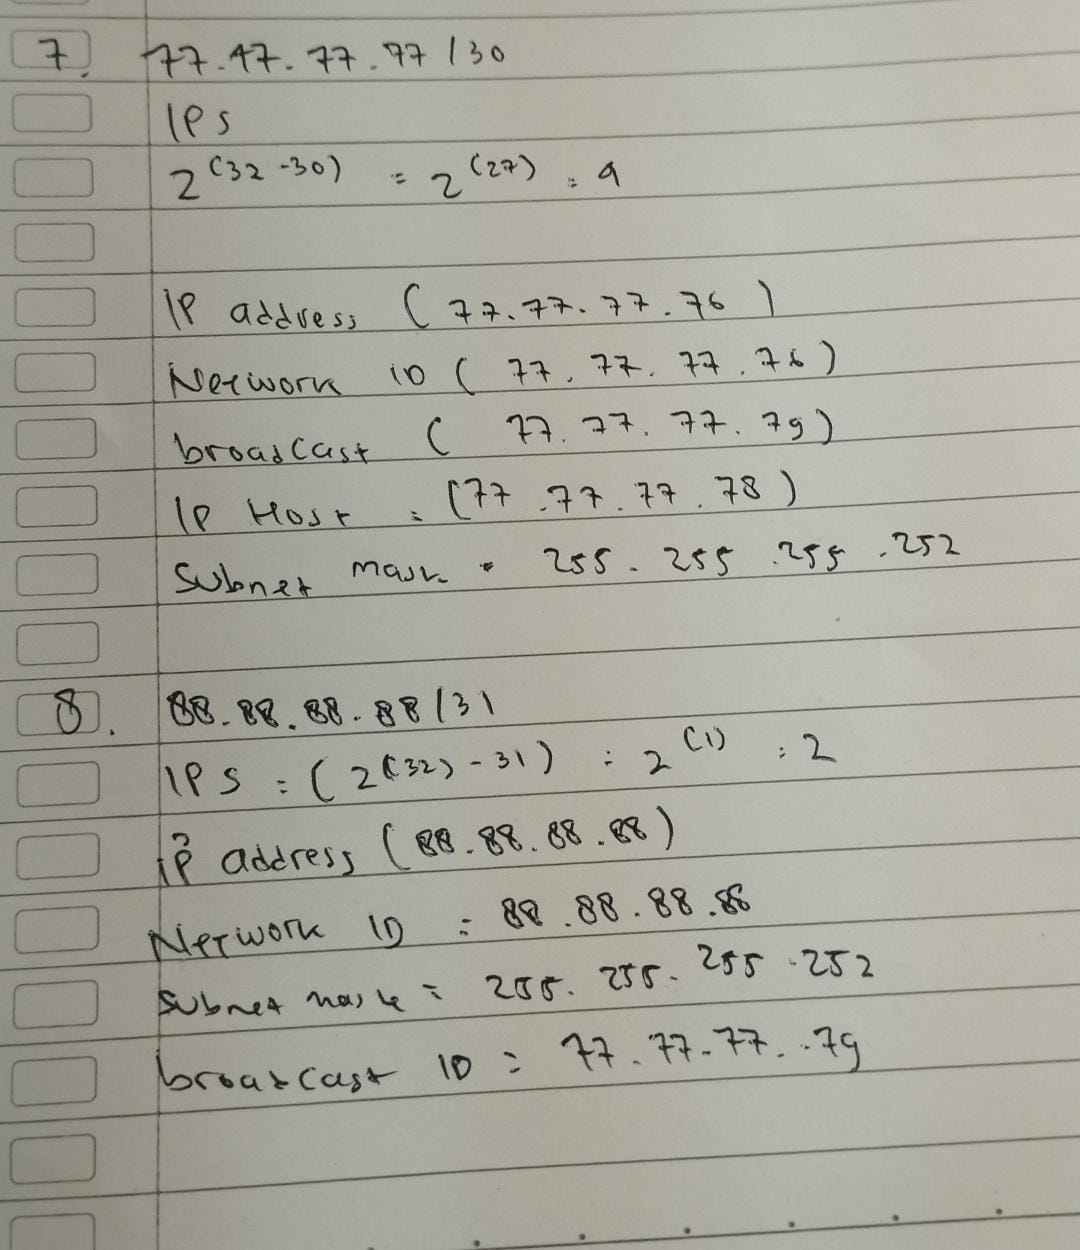 7. 77.47.77.77 /30
IPS
2^(32-30) = 2^(27) = 4
IP address ( 77.77.77.76 )
Network ID ( 77.77.77.76 )
broadcast ( 77.77.77.79 )
IP Host = (77.77.77.78 )
Subnet mask = 255.255.255.252
8. 88.88.88.88 /31
IPS = ( 2^((32) - 31) = 2^(1) = 2
IP address ( 88.88.88.88 )
Network ID = 88.88.88.88
Subnet maske = 255.255.255.252
broadcast ID = 77.77.77..79